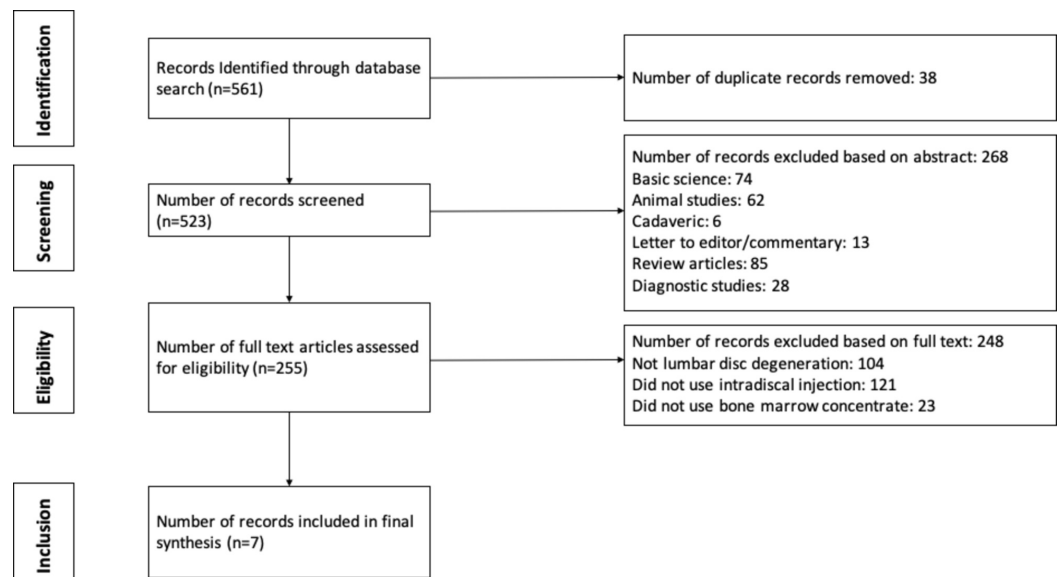 Identification
Records Identified through database
search (n=561)
Number of duplicate records removed: 38
Screening
Number of records screened
(n=523)
Number of records excluded based on abstract: 268
Basic science: 74
Animal studies: 62
Cadaveric: 6
Letter to editor/commentary: 13
Review articles: 85
Diagnostic studies: 28
Eligibility
Number of full text articles assessed
for eligibility (n=255)
Number of records excluded based on full text: 248
Not lumbar disc degeneration: 104
Did not use intradiscal injection: 121
Did not use bone marrow concentrate: 23
Inclusion
Number of records included in final
synthesis (n=7)